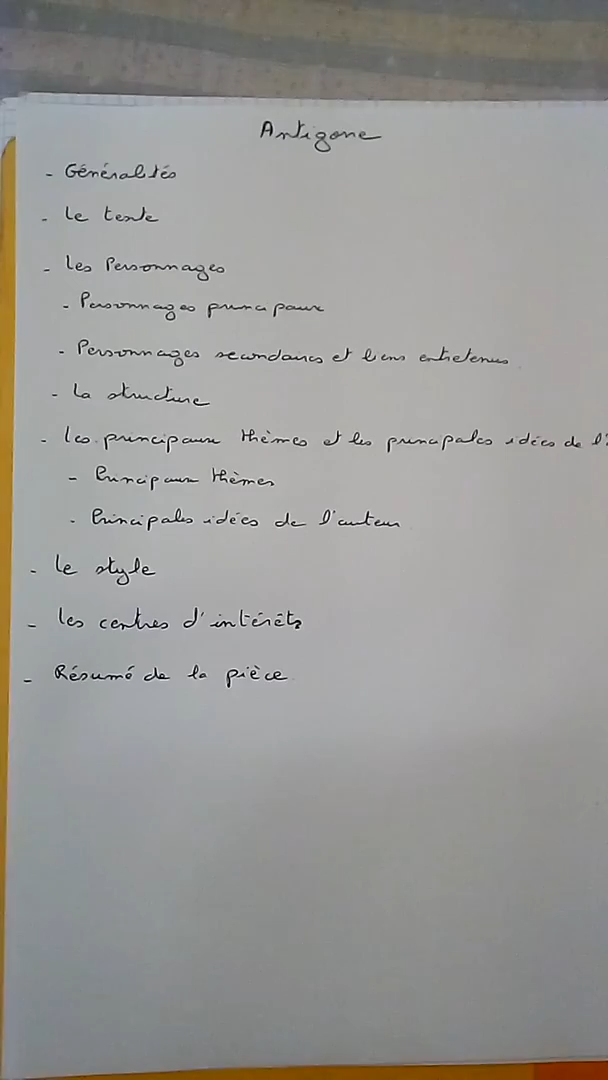 Antigone
- Généralités
- Le texte
- Les Personnages
- Personnages principaux
- Personnages secondaires et liens entretenus
- La structure
- Les principaux thèmes et les principales idées de l'
- Principaux thèmes
- Principales idées de l'auteur
- Le style
- Les centres d'intérêts
- Résumé de la pièce